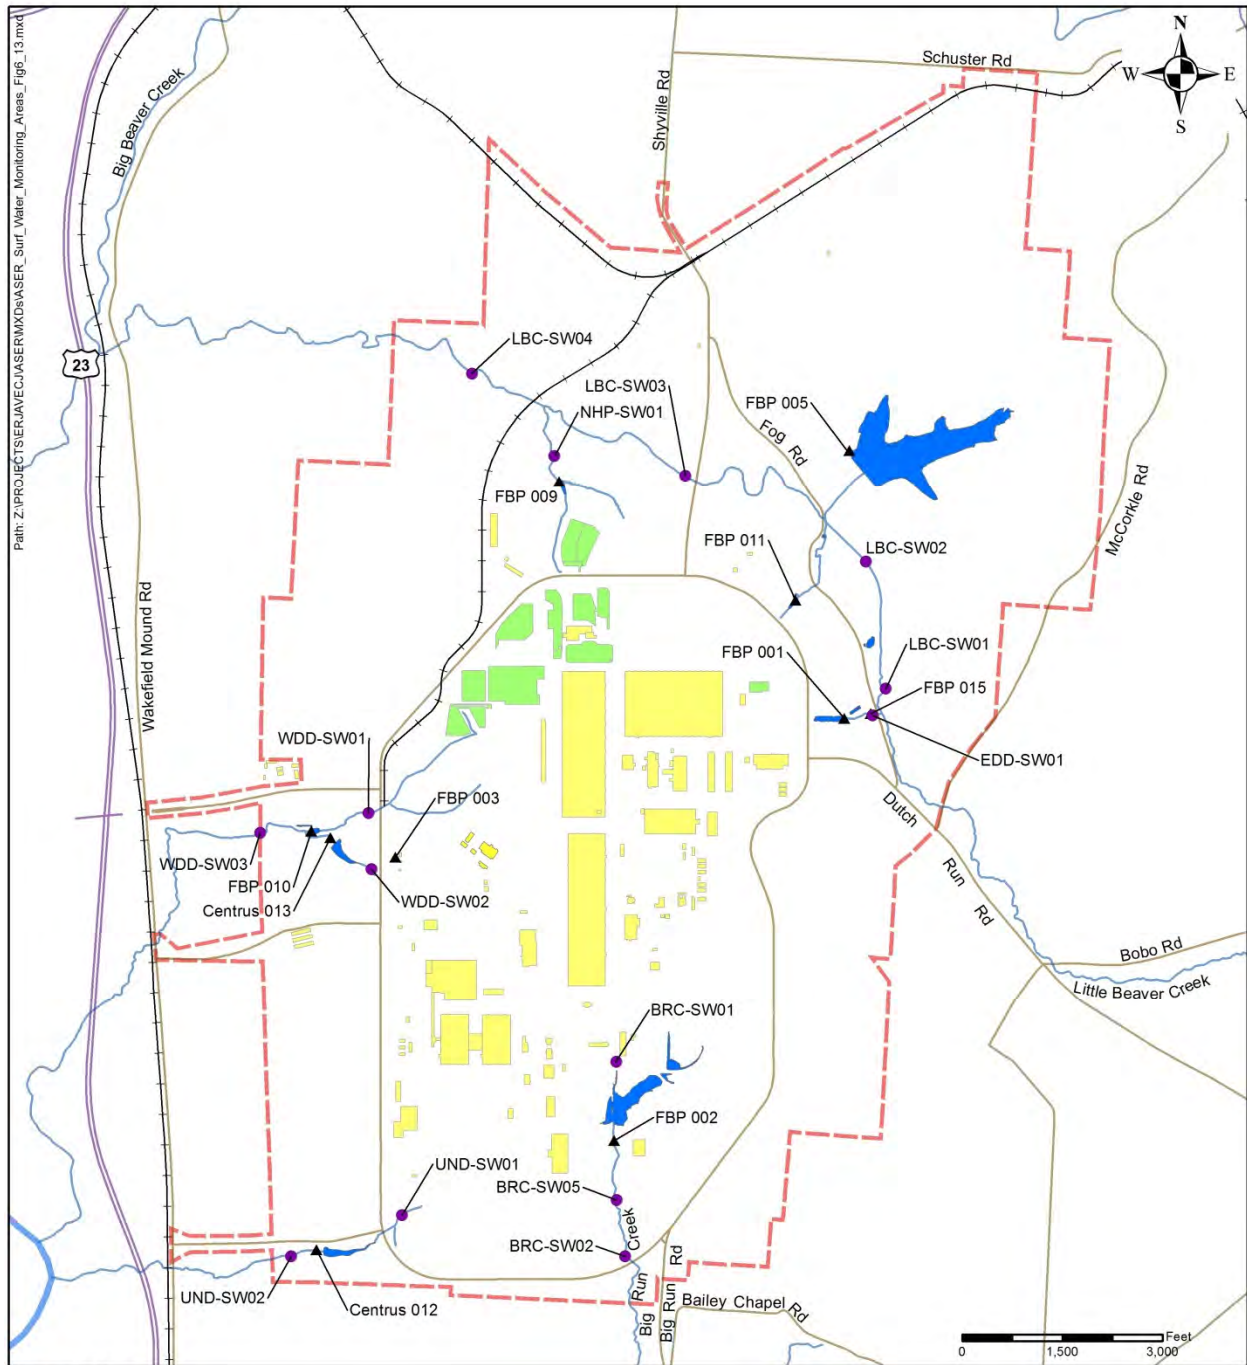 Path: Z:\PROJECTS\ERJAVECJ\ASER\MXDs\ASER_Surf_Water_Monitoring_Areas_Fig6_13.mxd
N
W E
S
Schuster Rd
Shyville Rd
Big Beaver Creek
23
LBC-SW04
LBC-SW03
NHP-SW01
FBP 005
Fog Rd
McCorkle Rd
FBP 009
FBP 011
LBC-SW02
Wakefield Mound Rd
FBP 001
LBC-SW01
FBP 015
EDD-SW01
WDD-SW01
FBP 003
WDD-SW03
FBP 010
Centrus 013
WDD-SW02
Dutch Run Rd
Bobo Rd
Little Beaver Creek
BRC-SW01
FBP 002
UND-SW01
BRC-SW05
BRC-SW02
Big Run Creek
Big Run Rd
UND-SW02
Centrus 012
Bailey Chapel Rd
Feet
0 1,500 3,000